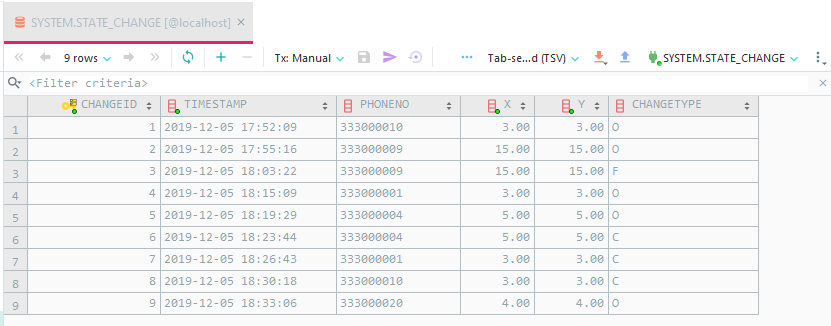 SYSTEM.STATE_CHANGE [@localhost]
9 rows Tx: Manual Tab-se...d (TSV) SYSTEM.STATE_CHANGE
<Filter criteria>
CHANGEID TIMESTAMP PHONENO X Y CHANGETYPE
1 1 2019-12-05 17:52:09 333000010 3.00 3.00 O
2 2 2019-12-05 17:55:16 333000009 15.00 15.00 O
3 3 2019-12-05 18:03:22 333000009 15.00 15.00 F
4 4 2019-12-05 18:15:09 333000001 3.00 3.00 O
5 5 2019-12-05 18:19:29 333000004 5.00 5.00 O
6 6 2019-12-05 18:23:44 333000004 5.00 5.00 C
7 7 2019-12-05 18:26:43 333000001 3.00 3.00 C
8 8 2019-12-05 18:30:18 333000010 3.00 3.00 C
9 9 2019-12-05 18:33:06 333000020 4.00 4.00 O